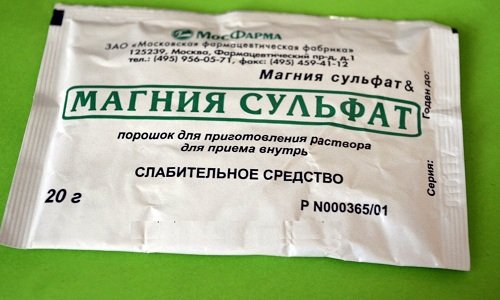 МОСФАРМА
ЗАО «Московская фармацевтическая фабрика»
125239, Москва, Фармацевтический пр-д, д.1
тел.: (495) 956-05-71, факс: (495) 459-41-12
Магния сульфат &
МАГНИЯ СУЛЬФАТ
порошок для приготовления раствора
для приема внутрь
СЛАБИТЕЛЬНОЕ СРЕДСТВО
20 г
Р N000365/01
Годен до:
Серия: